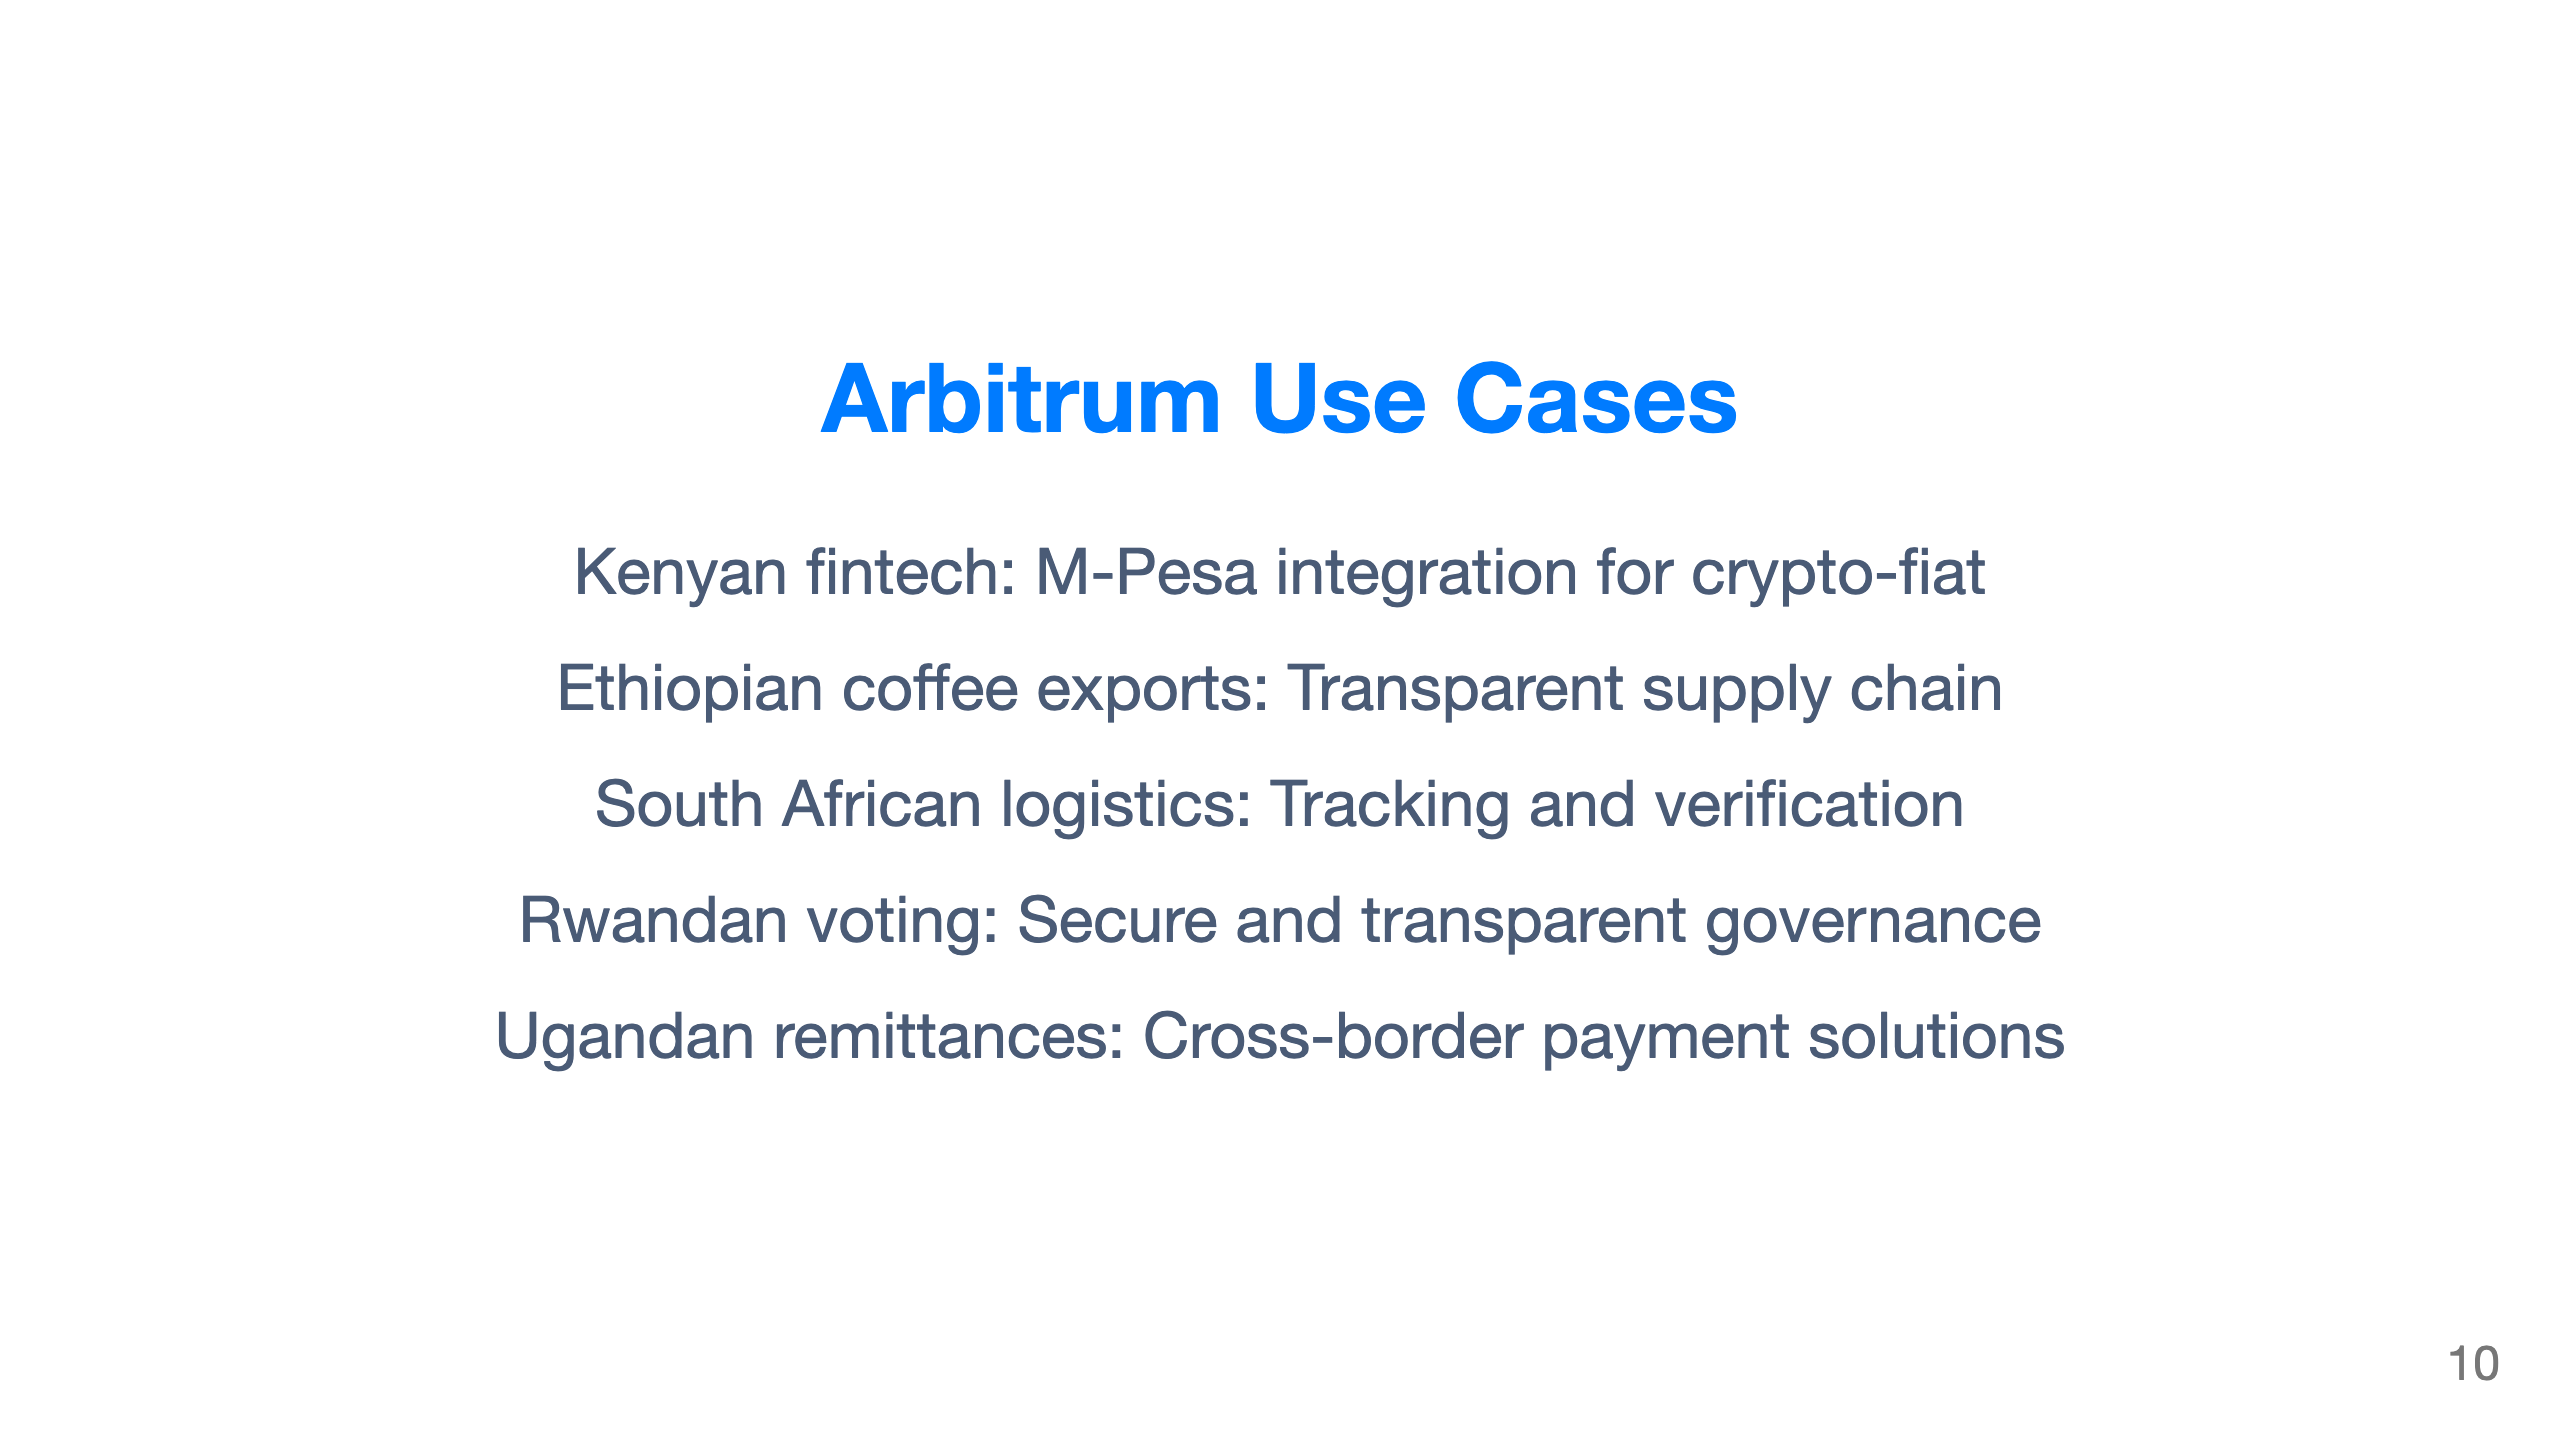 Arbitrum Use Cases
Kenyan fintech: M-Pesa integration for crypto-fiat
Ethiopian coffee exports: Transparent supply chain
South African logistics: Tracking and verification
Rwandan voting: Secure and transparent governance
Ugandan remittances: Cross-border payment solutions
10